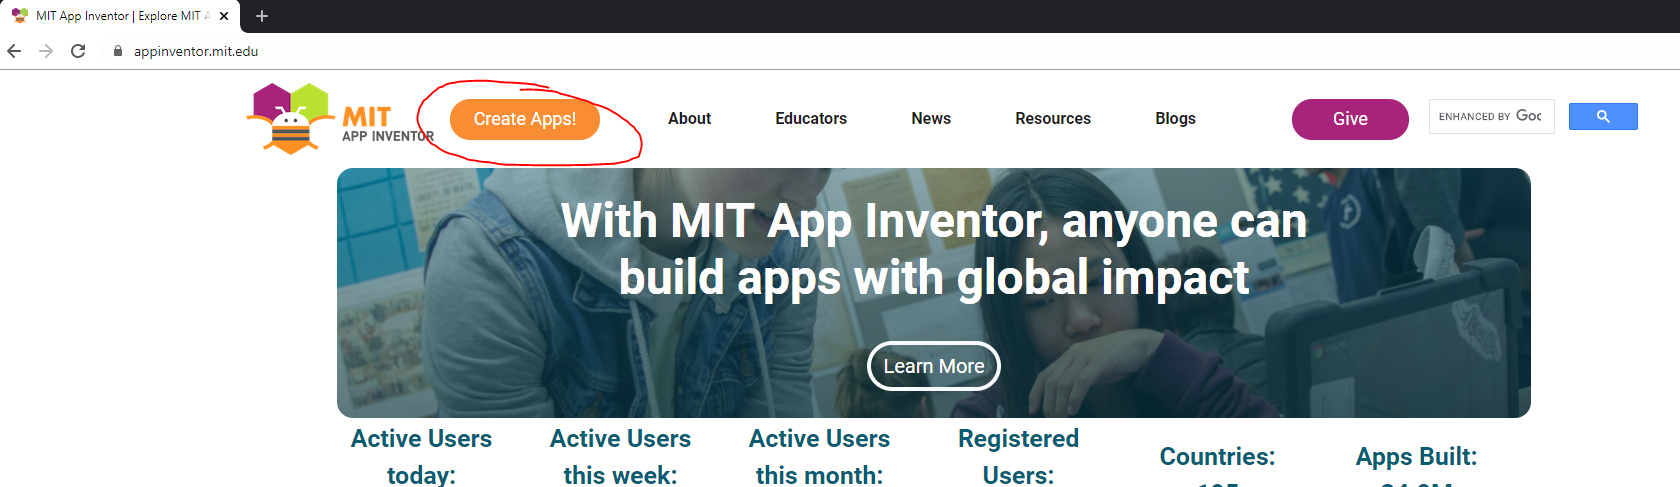 MIT App Inventor | Explore MIT A
appinventor.mit.edu
MIT
APP INVENTOR
Create Apps!
About
Educators
News
Resources
Blogs
Give
ENHANCED BY Goo
With MIT App Inventor, anyone can
build apps with global impact
Learn More
Active Users
today:
Active Users
this week:
Active Users
this month:
Registered
Users:
Countries:
Apps Built: